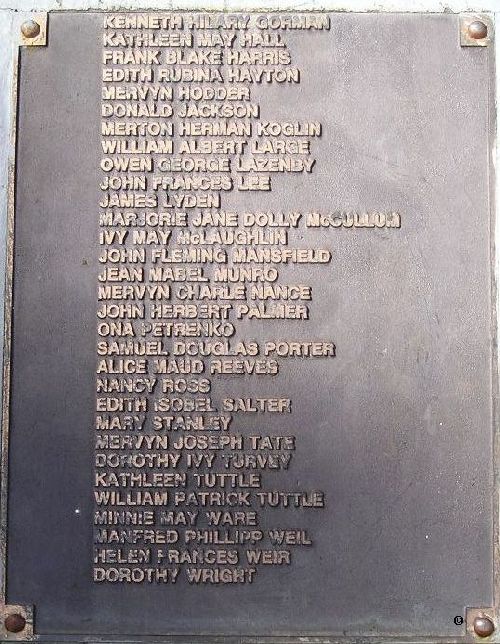 KENNETH HILARY GORMAN
KATHLEEN MAY HALL
FRANK BLAKE HARRIS
EDITH RUBINA HAYTON
MERVYN HODDER
DONALD JACKSON
MERTON HERMAN KOGLIN
WILLIAM ALBERT LARGE
OWEN GEORGE LAZENBY
JOHN FRANCES LEE
JAMES LYDEN
MARJORIE JANE DOLLY McCULLUM
IVY MAY McLAUGHLIN
JOHN FLEMING MANSFIELD
JEAN MABEL MUNRO
MERVYN CHARLE NANCE
JOHN HERBERT PALMER
ONA PETRENKO
SAMUEL DOUGLAS PORTER
ALICE MAUD REEVES
NANCY ROSS
EDITH ISOBEL SALTER
MARY STANLEY
MERVYN JOSEPH TATE
DOROTHY IVY TURVEY
KATHLEEN TUTTLE
WILLIAM PATRICK TUTTLE
MINNIE MAY WARE
MANFRED PHILLIPP WEIL
HELEN FRANCES WEIR
DOROTHY WRIGHT